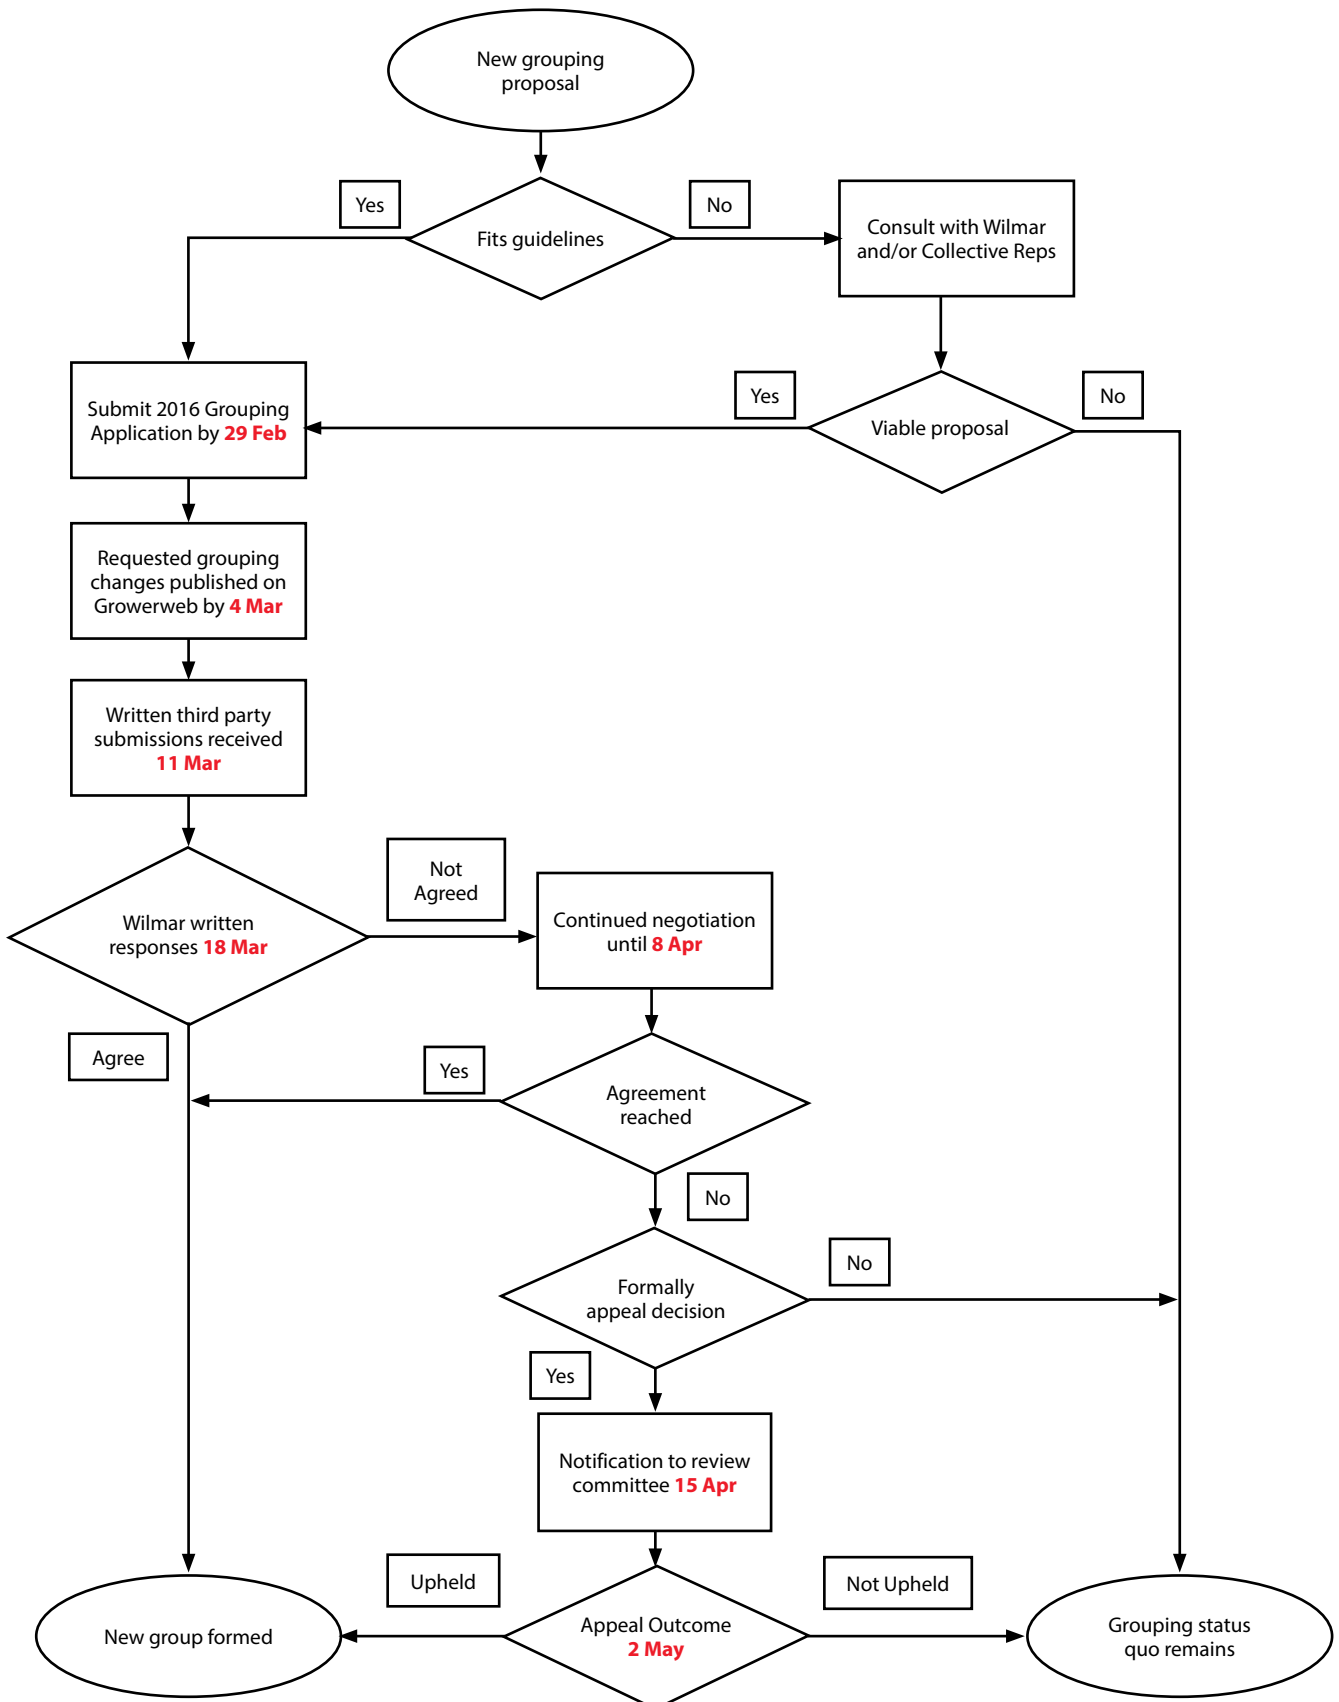 New grouping
proposal
Yes
No
Fits guidelines
Consult with Wilmar
and/or Collective Reps
Submit 2016 Grouping
Application by 29 Feb
Yes
No
Viable proposal
Requested grouping
changes published on
Growerweb by 4 Mar
Written third party
submissions received
11 Mar
Not
Agreed
Wilmar written
responses 18 Mar
Continued negotiation
until 8 Apr
Agree
Yes
Agreement
reached
No
No
Formally
appeal decision
Yes
Notification to review
committee 15 Apr
Upheld
Not Upheld
New group formed
Appeal Outcome
2 May
Grouping status
quo remains